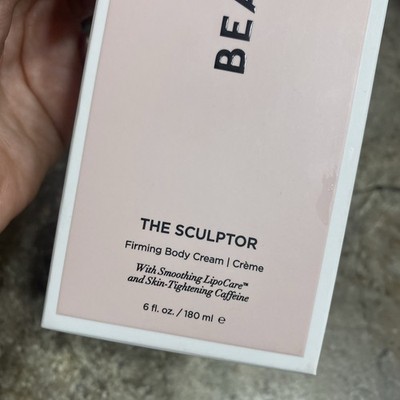 BEA
THE SCULPTOR
Firming Body Cream | Crème
With Smoothing LipoCare™
and Skin-Tightening Caffeine
6 fl. oz. / 180 ml ℮